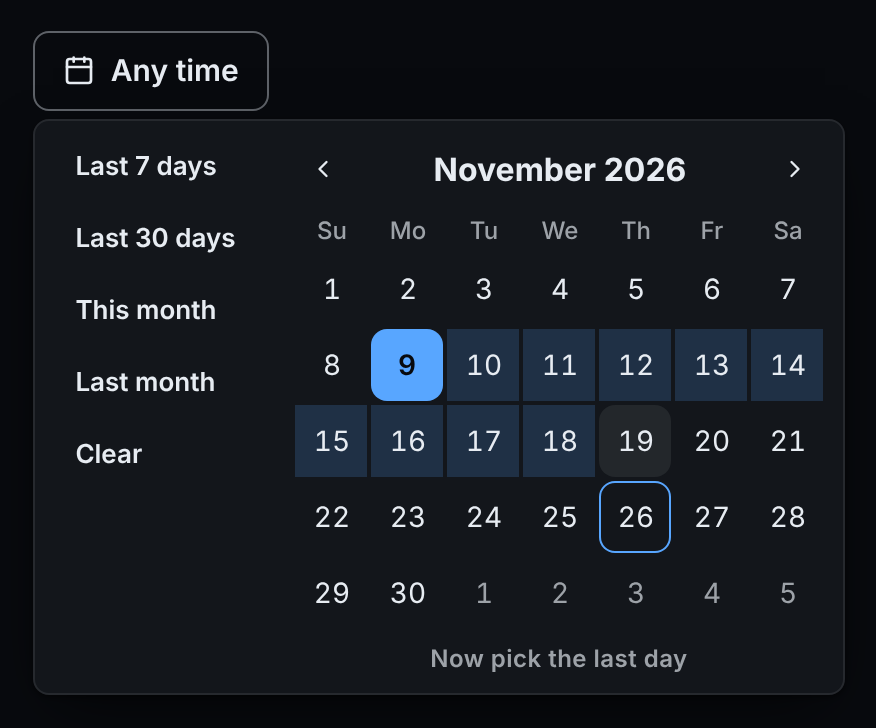 Any time
Last 7 days
Last 30 days
This month
Last month
Clear
November 2026
Su Mo Tu We Th Fr Sa
1 2 3 4 5 6 7
8 9 10 11 12 13 14
15 16 17 18 19 20 21
22 23 24 25 26 27 28
29 30 1 2 3 4 5
Now pick the last day